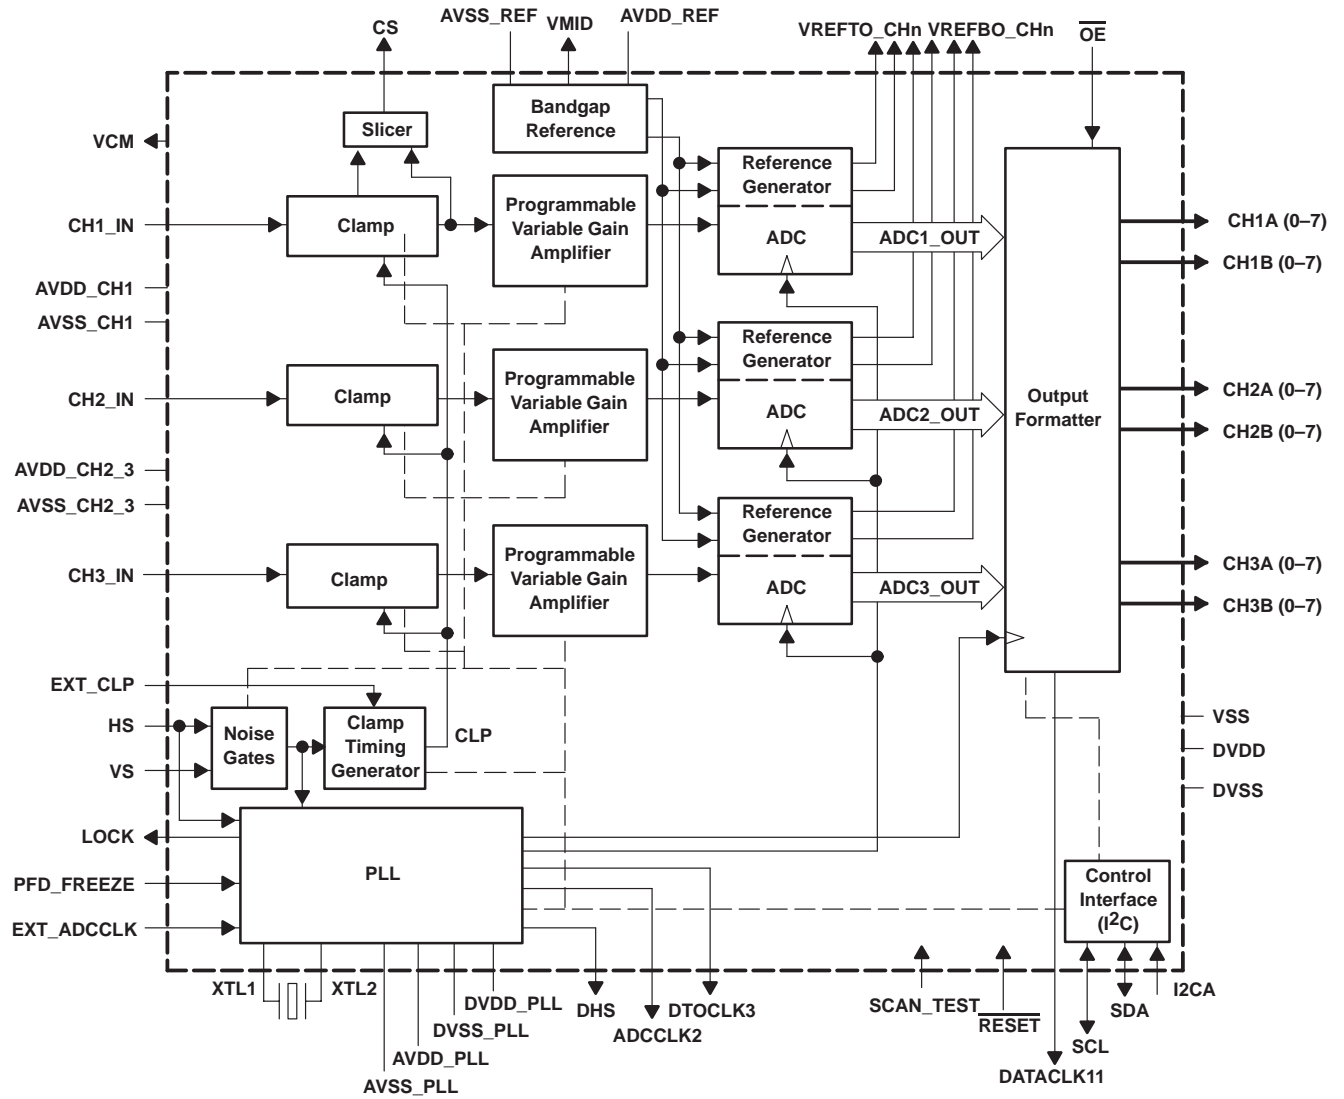 AVSS_REF
VMID
AVDD_REF
CS
VREFTO_CHn VREFBO_CHn
OE
Bandgap
Reference
Slicer
VCM
Reference
Generator
ADC
Programmable
Variable Gain
Amplifier
Clamp
CH1_IN
ADC1_OUT
CH1A (0–7)
CH1B (0–7)
AVDD_CH1
AVSS_CH1
Reference
Generator
ADC
Programmable
Variable Gain
Amplifier
Clamp
CH2_IN
ADC2_OUT
Output
Formatter
CH2A (0–7)
CH2B (0–7)
AVDD_CH2_3
AVSS_CH2_3
Reference
Generator
ADC
Programmable
Variable Gain
Amplifier
Clamp
CH3_IN
ADC3_OUT
CH3A (0–7)
CH3B (0–7)
EXT_CLP
HS
VS
Noise
Gates
Clamp
Timing
Generator
CLP
VSS
DVDD
DVSS
LOCK
PFD_FREEZE
EXT_ADCCLK
PLL
Control
Interface
(I2C)
XTL1
XTL2
DVDD_PLL
DVSS_PLL
AVDD_PLL
AVSS_PLL
DHS
ADCCLK2
DTOCLK3
SCAN_TEST
RESET
DATACLK11
SCL
SDA
I2CA